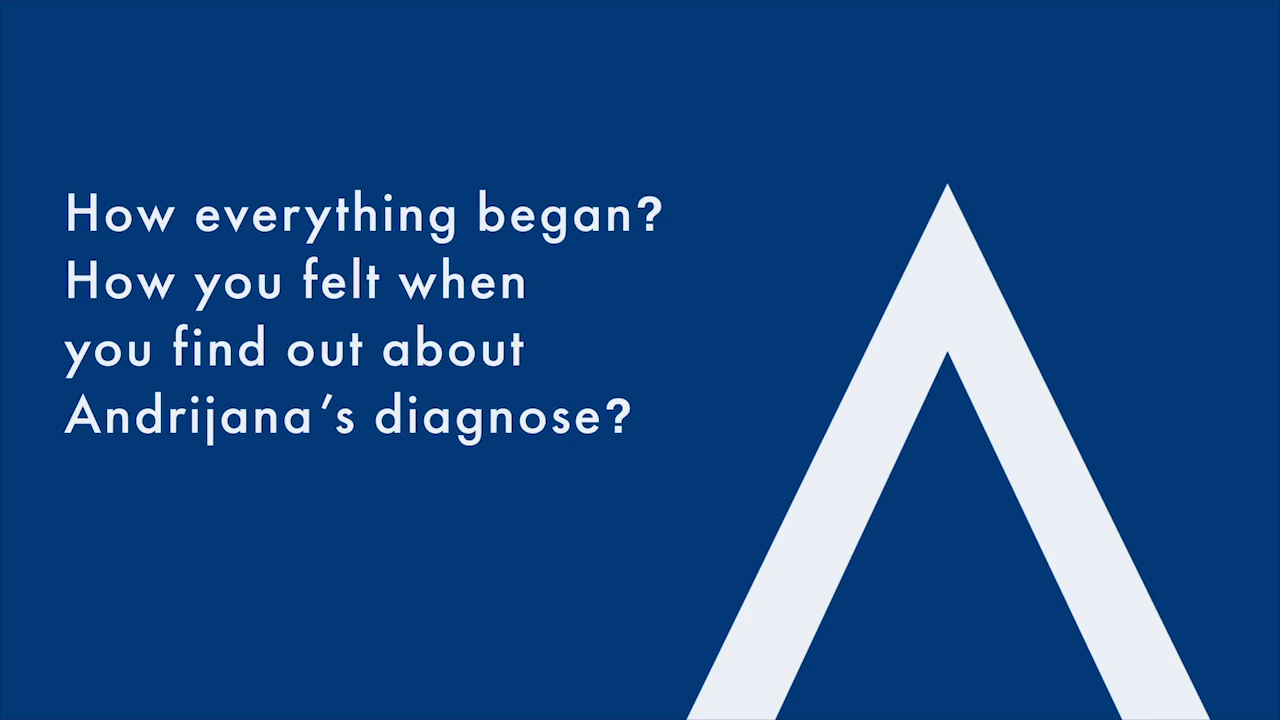 How everything began?
How you felt when
you find out about
Andrijana's diagnose?